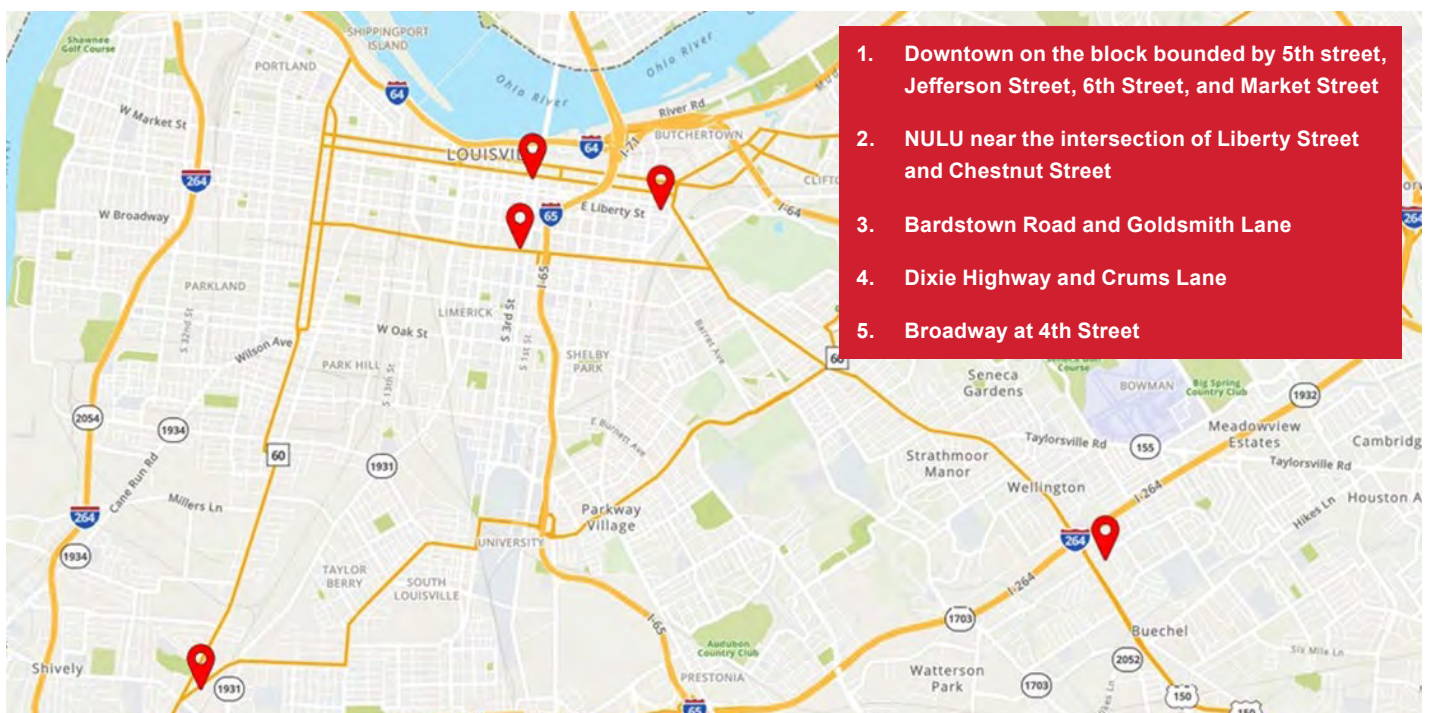 1. Downtown on the block bounded by 5th street,
Jefferson Street, 6th Street, and Market Street
2. NULU near the intersection of Liberty Street
and Chestnut Street
3. Bardstown Road and Goldsmith Lane
4. Dixie Highway and Crums Lane
5. Broadway at 4th Street
Shawnee
Golf Course
SHIPPINGPORT
ISLAND
PORTLAND
Ohio River
Ohio River
64
River Rd
W Market St
BUTCHERTOWN
I-71
64
LOUISVI
264
E Liberty St
I-64
65
W Broadway
264
I-65
PARKLAND
LIMERICK
S 3rd St
W Oak St
S 32nd St
Wilson Ave
S 1st St
Barret Ave
SHELBY
PARK
PARK HILL
S 13th St
60
Seneca
Gardens
BOWMAN
Big Spring
Country Club
1932
2054
1934
E Burnett Ave
Meadowview
Estates
Taylorsville Rd
155
Cambridg
60
1931
Strathmoor
Manor
Taylorsville Rd
Cane Run Rd
Wellington
I-264
Millers Ln
Hikes Ln
Houston A
264
Parkway
Village
264
1934
UNIVERSITY
TAYLOR
BERRY
SOUTH
LOUISVILLE
I-264
1703
I-65
Buechel
Audubon
Country Club
Six Mile Ln
2052
Shively
1931
PRESTONIA
Watterson
Park
1703
150
65
150